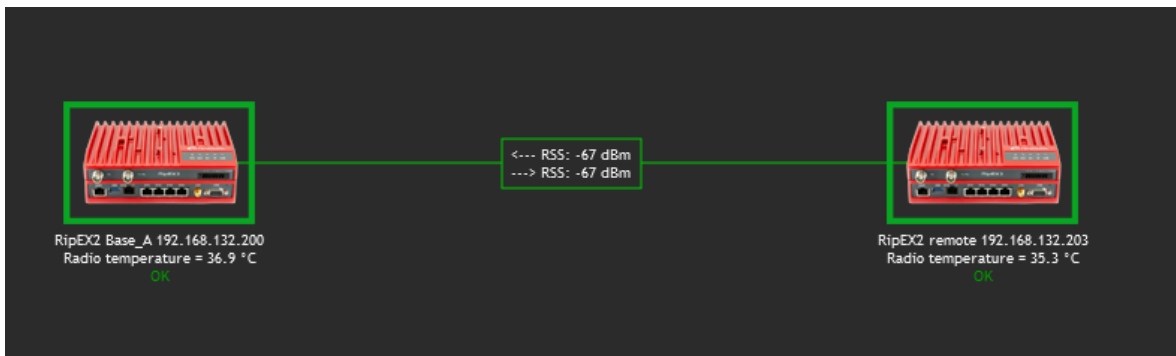 <--- RSS: -67 dBm
---> RSS: -67 dBm
RipEX2 Base_A 192.168.132.200
Radio temperature = 36.9 °C
OK
RipEX2 remote 192.168.132.203
Radio temperature = 35.3 °C
OK